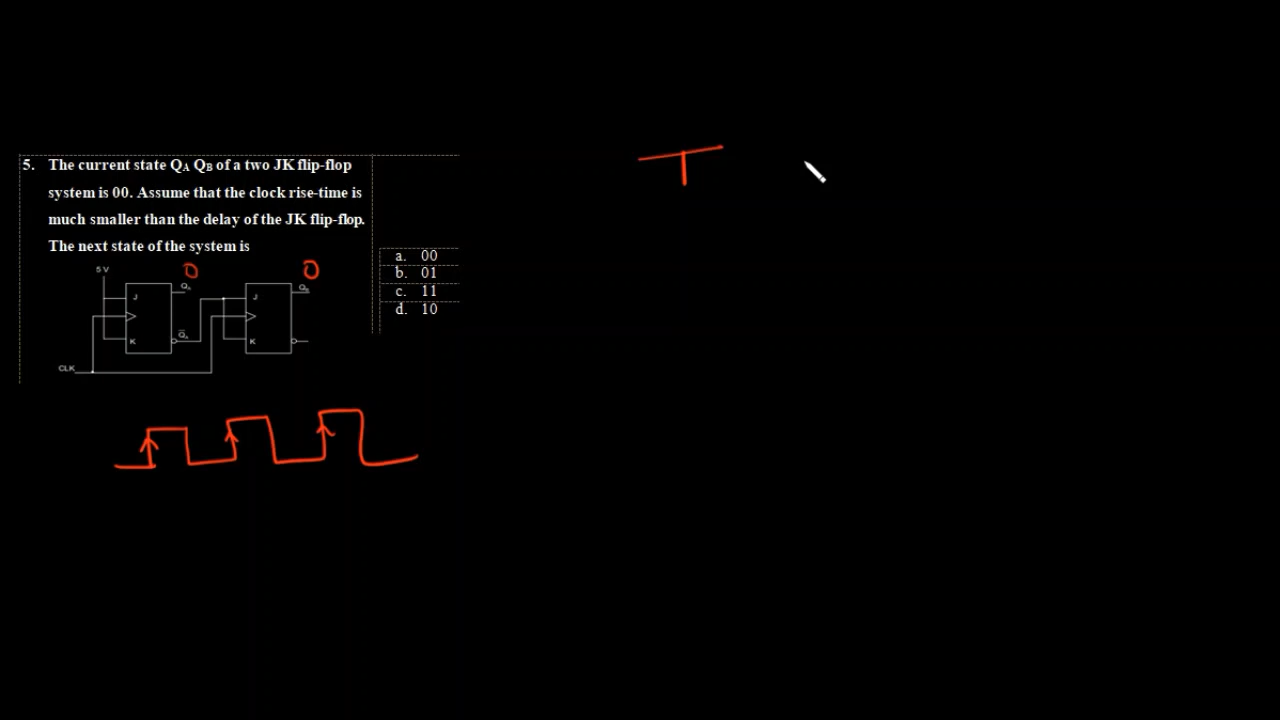 5. The current state QA QB of a two JK flip-flop
system is 00. Assume that the clock rise-time is
much smaller than the delay of the JK flip-flop.
The next state of the system is
a. 00
b. 01
c. 11
d. 10
5 V
0
0
QA
QB
J
J
Q̅A
K
K
CLK
T